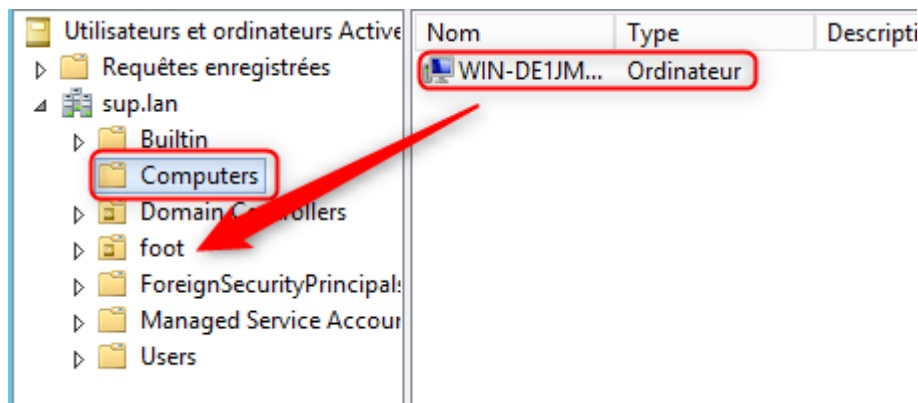 Utilisateurs et ordinateurs Active
Requêtes enregistrées
sup.lan
Builtin
Computers
Domain Controllers
foot
ForeignSecurityPrincipals
Managed Service Accour
Users
Nom Type Descripti
WIN-DE1JM... Ordinateur